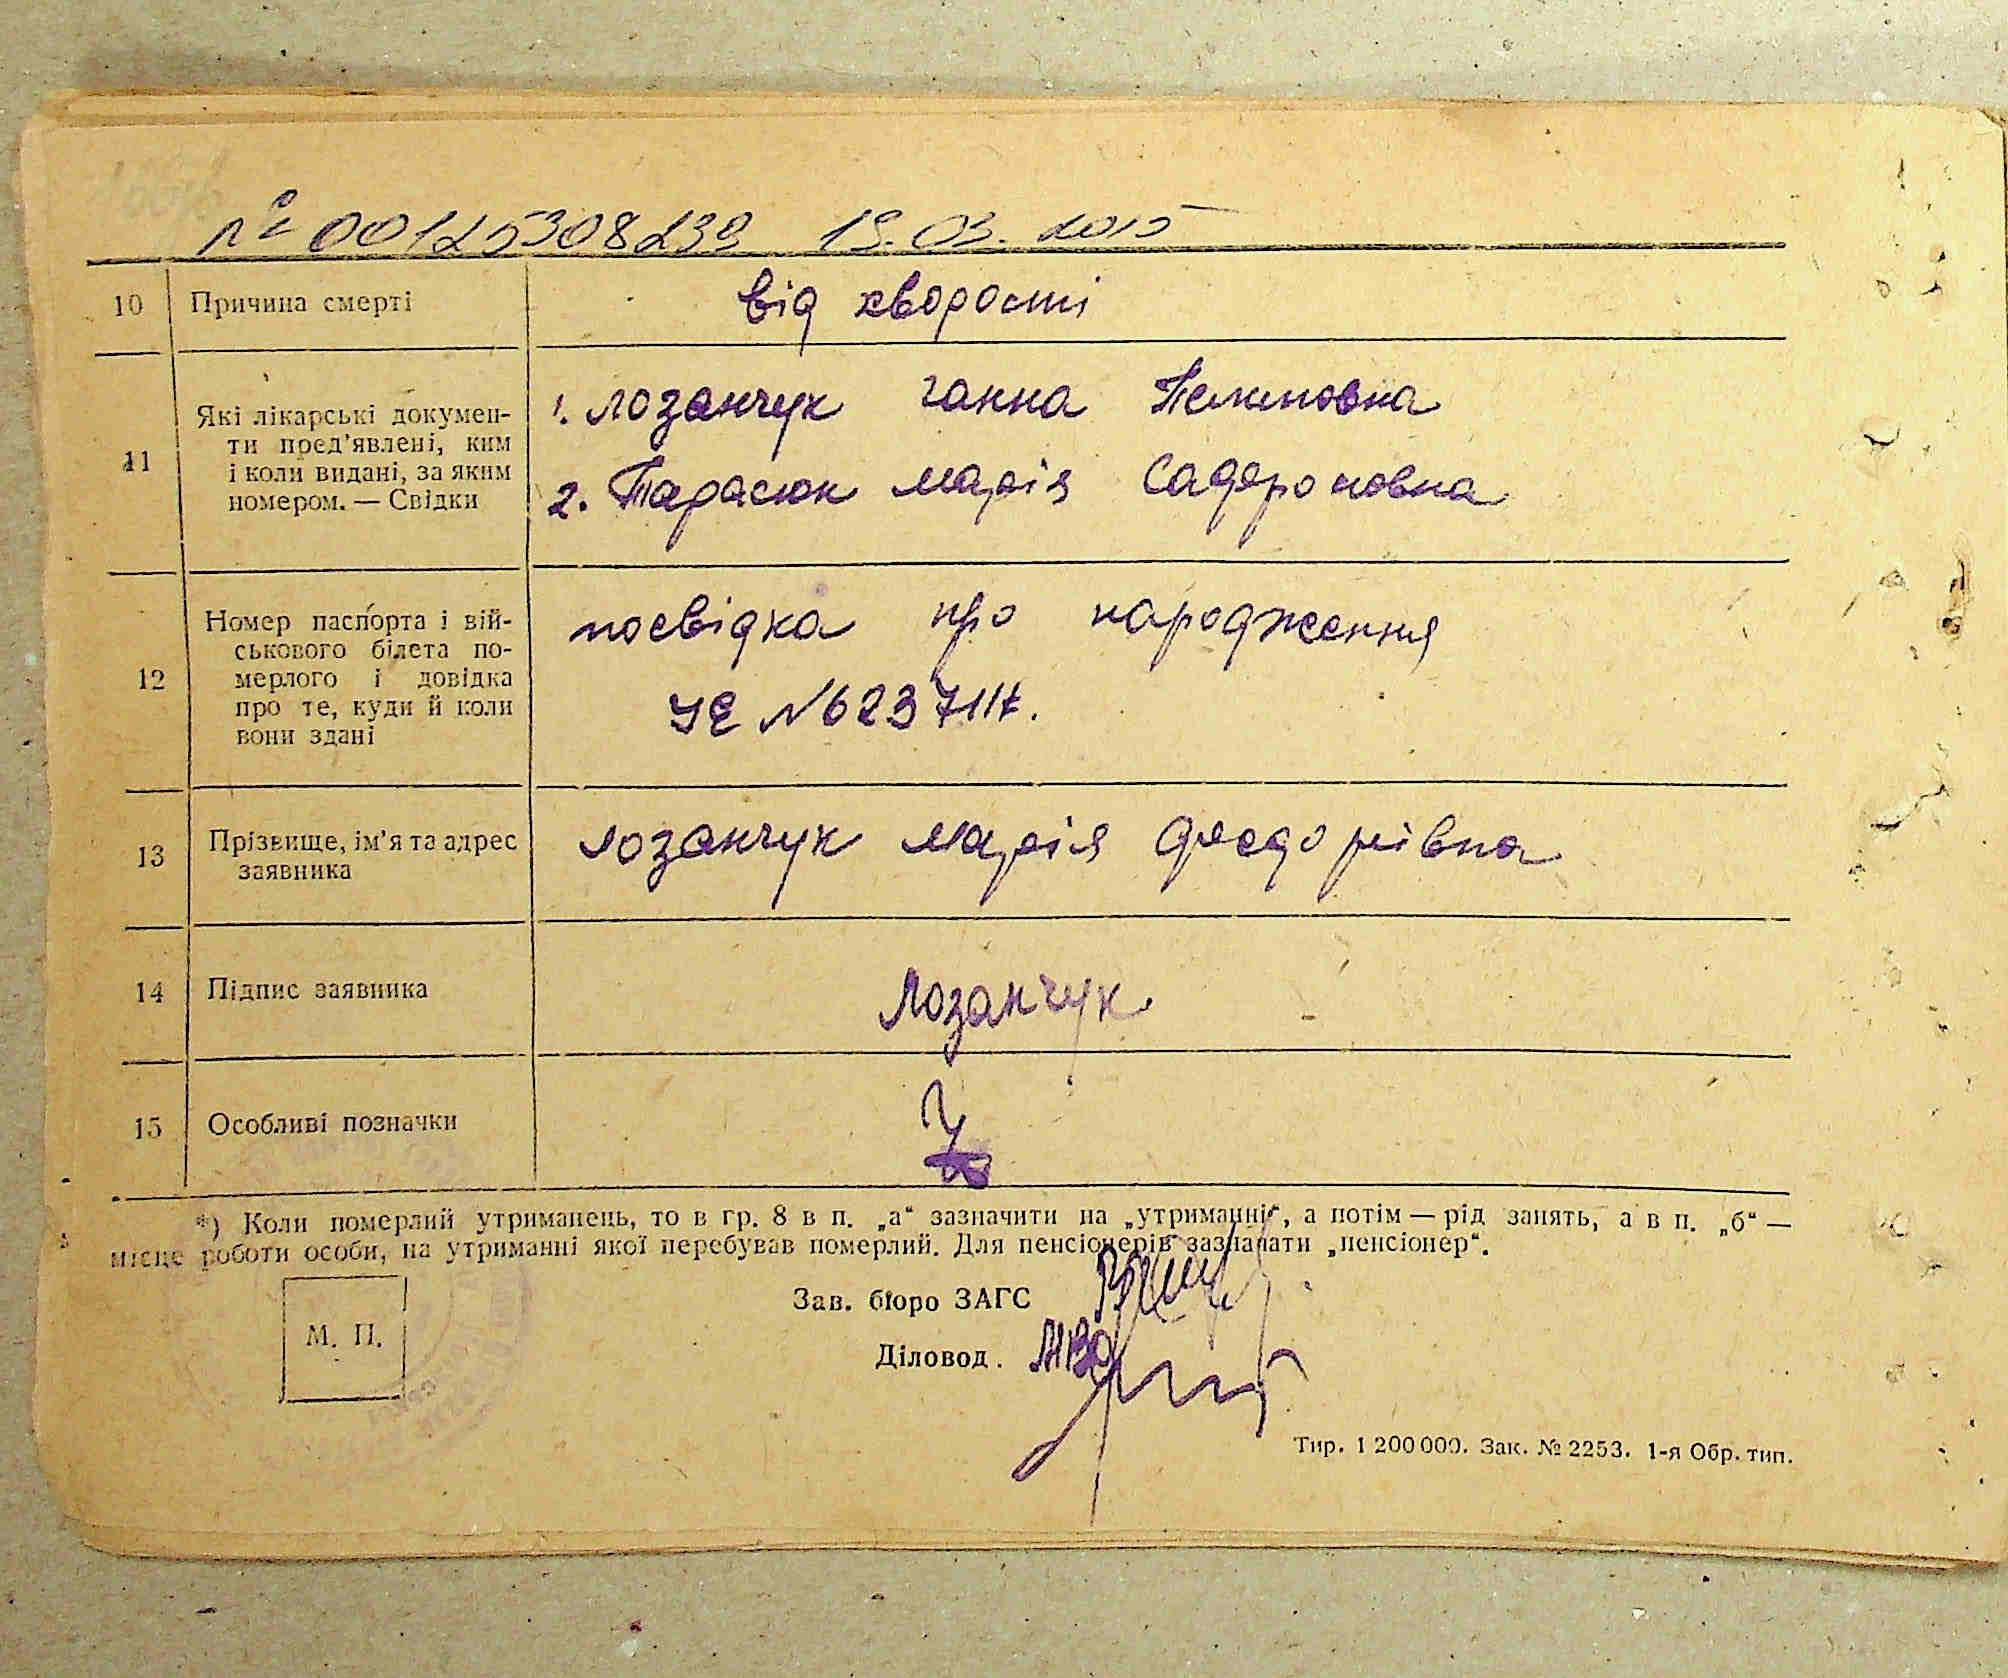 № 00125308239 19.03.2015
10 Причина смерті від хворости
11 Які лікарські докумен-
ти пред'явлені, ким
і коли видані, за яким
номером. — Свідки
1. Лозанчук Ганна
2. Тарасюк Марія
12 Номер паспорта і вій-
ськового білета по-
мерлого і довідка
про те, куди й коли
вони здані
посвідка про народження
УЕ №6237117.
13 Прізвище, ім'я та адрес
заявника
Лозанчук Марія Федорівна
14 Підпис заявника Лозанчук
15 Особливі позначки
*) Коли померлий утриманець, то в гр. 8 в п. „а“ зазначити на „утриманні“, а потім — рід занять, а в п. „б“ —
місце роботи особи, на утриманні якої перебував померлий. Для пенсіонерів зазначати „пенсіонер“.
Зав. бюро ЗАГС
М. П.
Діловод.
Тир. 1 200 000. Зак. № 2253. 1-я Обр. тип.